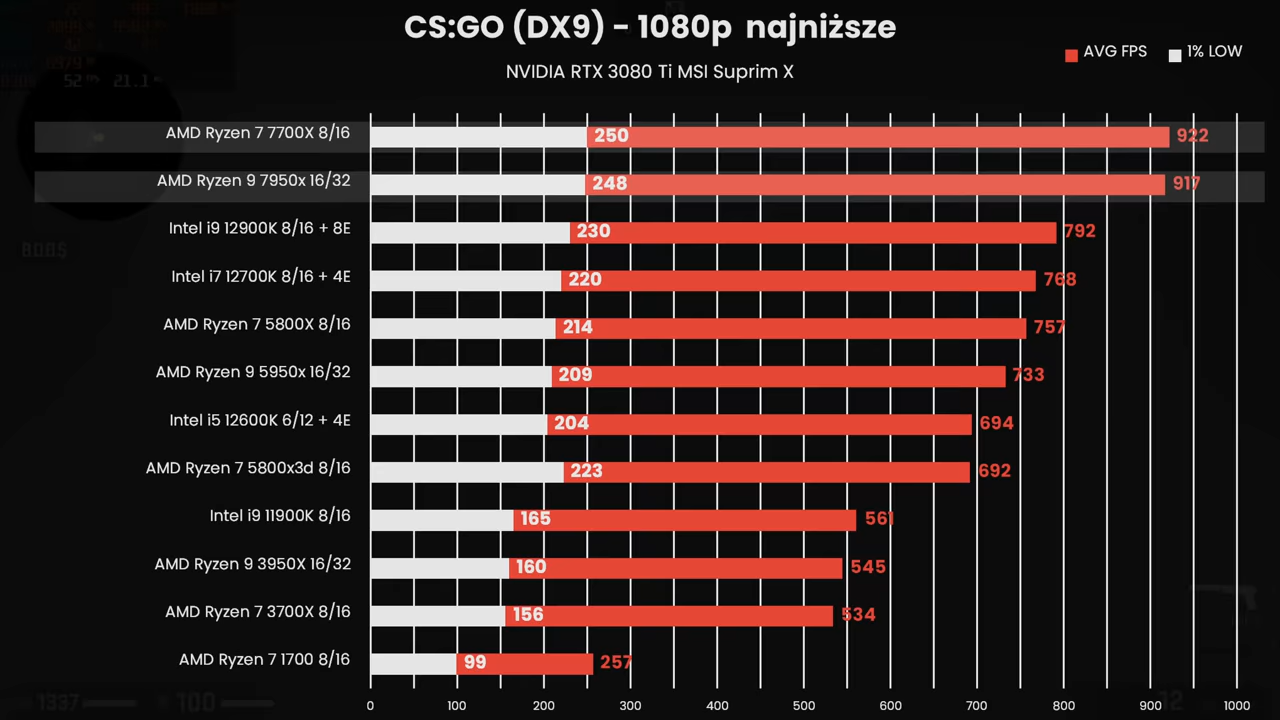 CS:GO (DX9) - 1080p najniższe
NVIDIA RTX 3080 Ti MSI Suprim X
AVG FPS 1% LOW
52 21.1
AMD Ryzen 7 7700X 8/16 250 922
AMD Ryzen 9 7950x 16/32 248 917
Intel i9 12900K 8/16 + 8E 230 792
Intel i7 12700K 8/16 + 4E 220 768
AMD Ryzen 7 5800X 8/16 214 757
AMD Ryzen 9 5950x 16/32 209 733
Intel i5 12600K 6/12 + 4E 204 694
AMD Ryzen 7 5800x3d 8/16 223 692
Intel i9 11900K 8/16 165 561
AMD Ryzen 9 3950X 16/32 160 545
AMD Ryzen 7 3700X 8/16 156 534
AMD Ryzen 7 1700 8/16 99 257
1337 100 12
0 100 200 300 400 500 600 700 800 900 1000